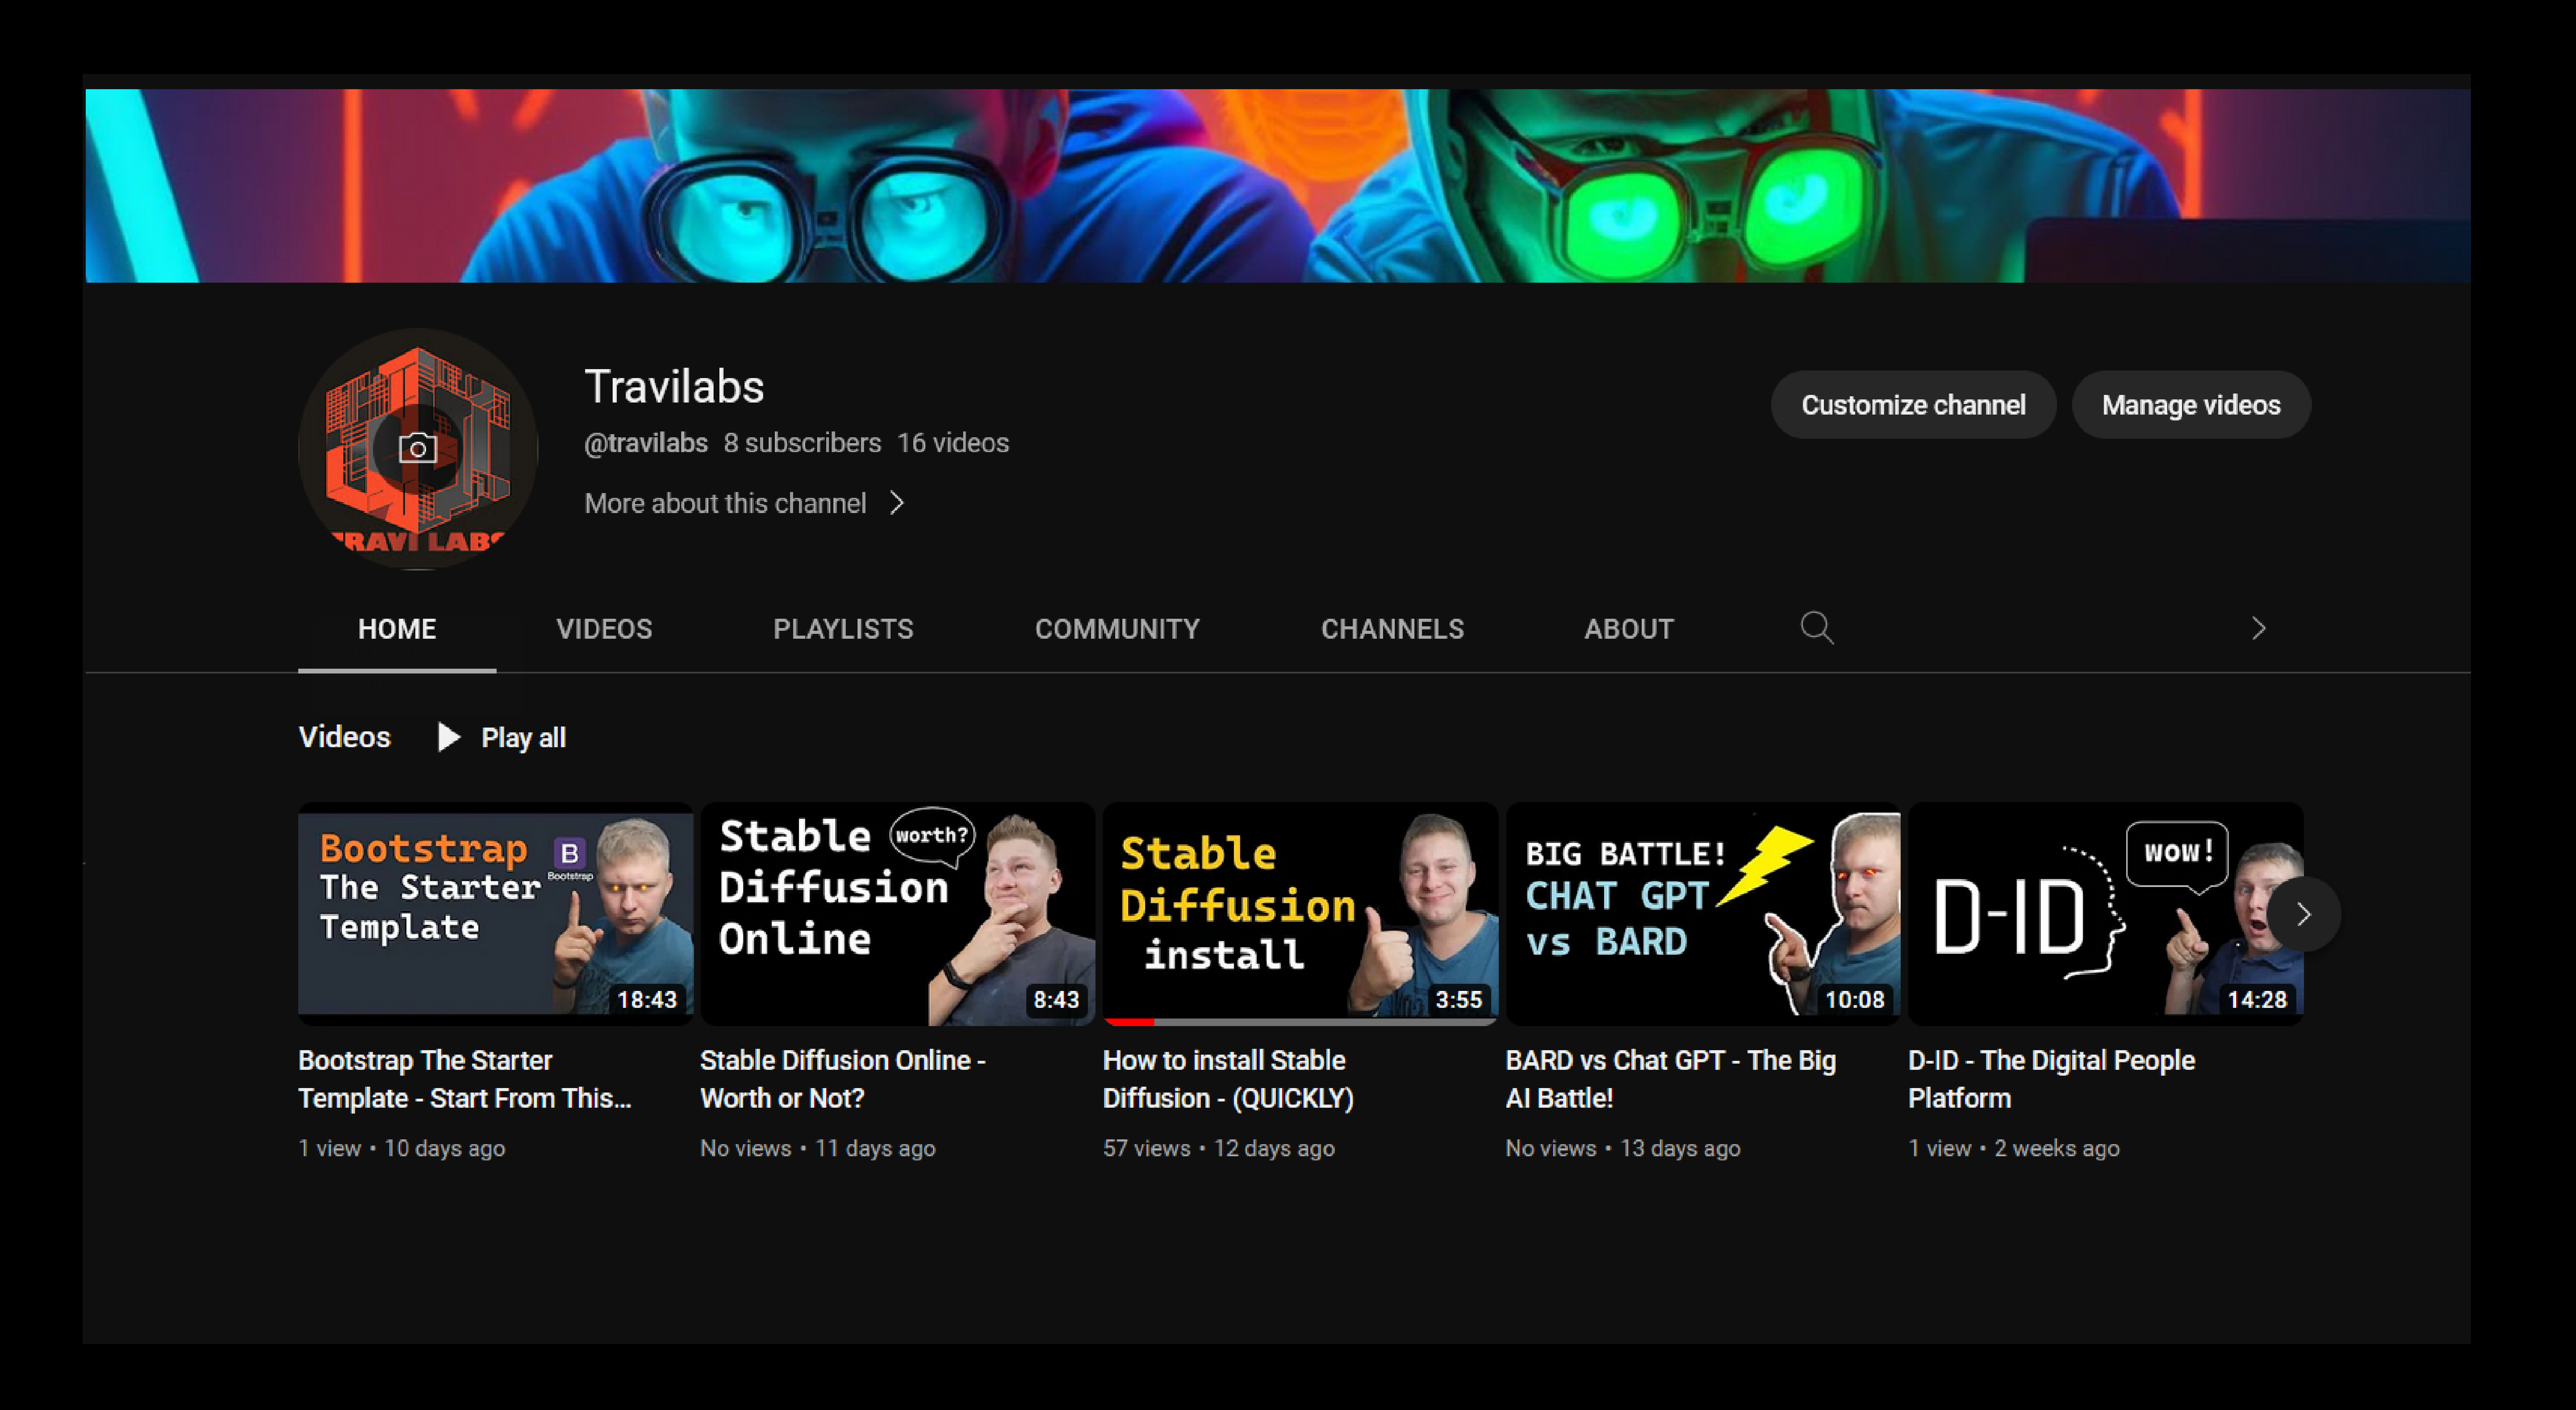 TRAVI LABS
Travilabs
@travilabs 8 subscribers 16 videos
More about this channel
Customize channel
Manage videos
HOME
VIDEOS
PLAYLISTS
COMMUNITY
CHANNELS
ABOUT
Videos
Play all
Bootstrap
The Starter
Template
B
Bootstrap
18:43
Stable
Diffusion
Online
worth?
8:43
Stable
Diffusion
install
3:55
BIG BATTLE!
CHAT GPT
vs BARD
10:08
D-ID
WOW!
14:28
Bootstrap The Starter
Template - Start From This...
1 view • 10 days ago
Stable Diffusion Online -
Worth or Not?
No views • 11 days ago
How to install Stable
Diffusion - (QUICKLY)
57 views • 12 days ago
BARD vs Chat GPT - The Big
AI Battle!
No views • 13 days ago
D-ID - The Digital People
Platform
1 view • 2 weeks ago